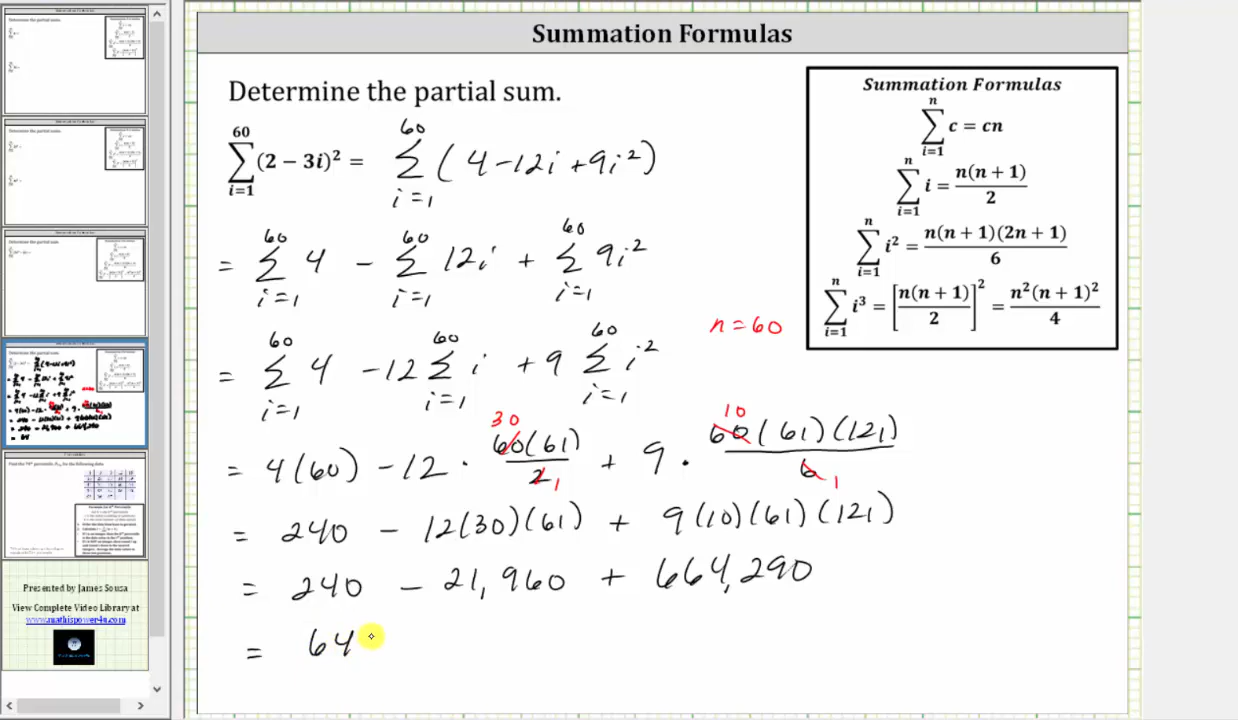 Summation Formulas
Determine the partial sum.
60
∑ (2 − 3i)² = 60 ∑ i=1 (4 − 12i + 9i²)
i=1
= 60 ∑ i=1 4 − 60 ∑ i=1 12i + 60 ∑ i=1 9i²
n = 60
= 60 ∑ i=1 4 − 12 60 ∑ i=1 i + 9 60 ∑ i=1 i²
30 10
= 4(60) − 12 · 60(61)/2 1 + 9 · 60(61)(121)/6 1
= 240 − 12(30)(61) + 9(10)(61)(121)
= 240 − 21,960 + 664,290
= 64
Summation Formulas
n ∑ i=1 c = cn
n ∑ i=1 i = n(n + 1)/2
n ∑ i=1 i² = n(n + 1)(2n + 1)/6
n ∑ i=1 i³ = [n(n + 1)/2]² = n²(n + 1)²/4
Presented by James Sousa
View Complete Video Library at
www.mathispower4u.com